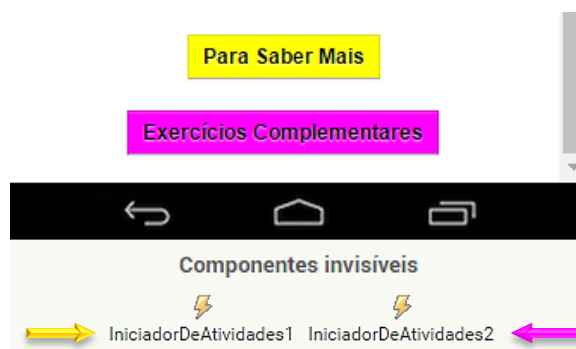 Para Saber Mais
Exercícios Complementares
Componentes invisíveis
IniciadorDeAtividades1 IniciadorDeAtividades2